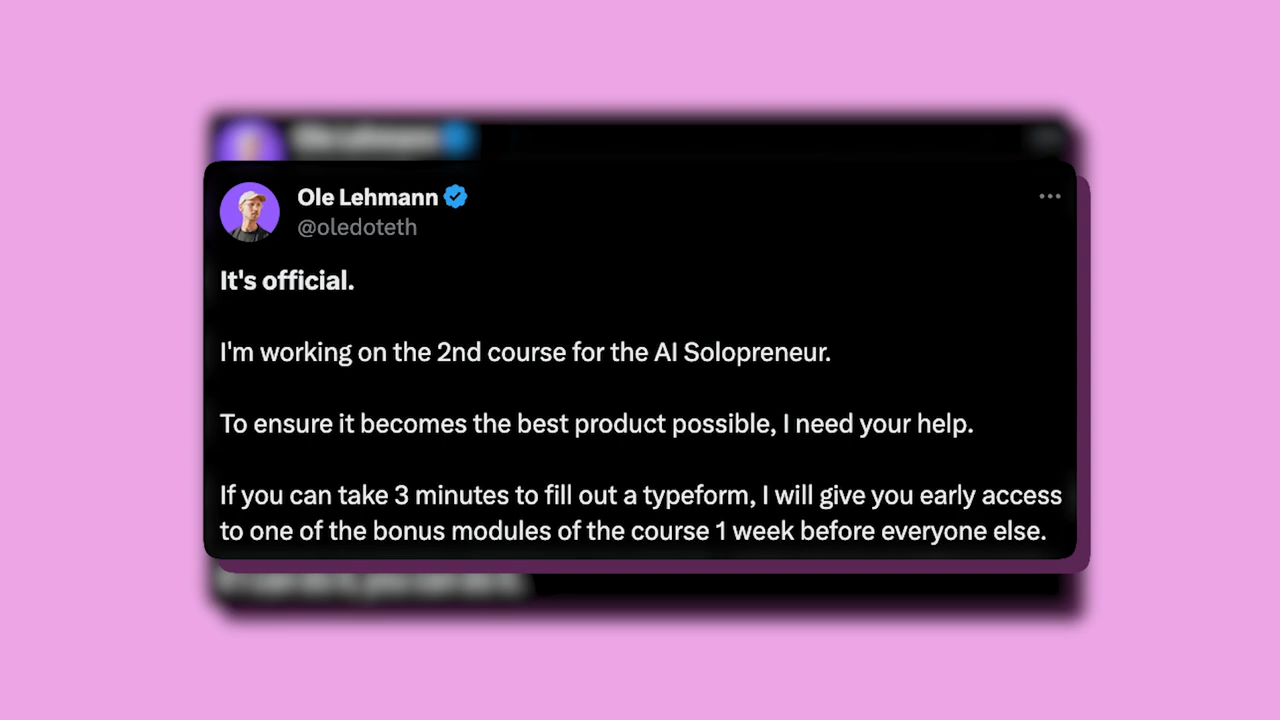 Ole Lehmann
@oledoteth
It's official.
I'm working on the 2nd course for the AI Solopreneur.
To ensure it becomes the best product possible, I need your help.
If you can take 3 minutes to fill out a typeform, I will give you early access
to one of the bonus modules of the course 1 week before everyone else.